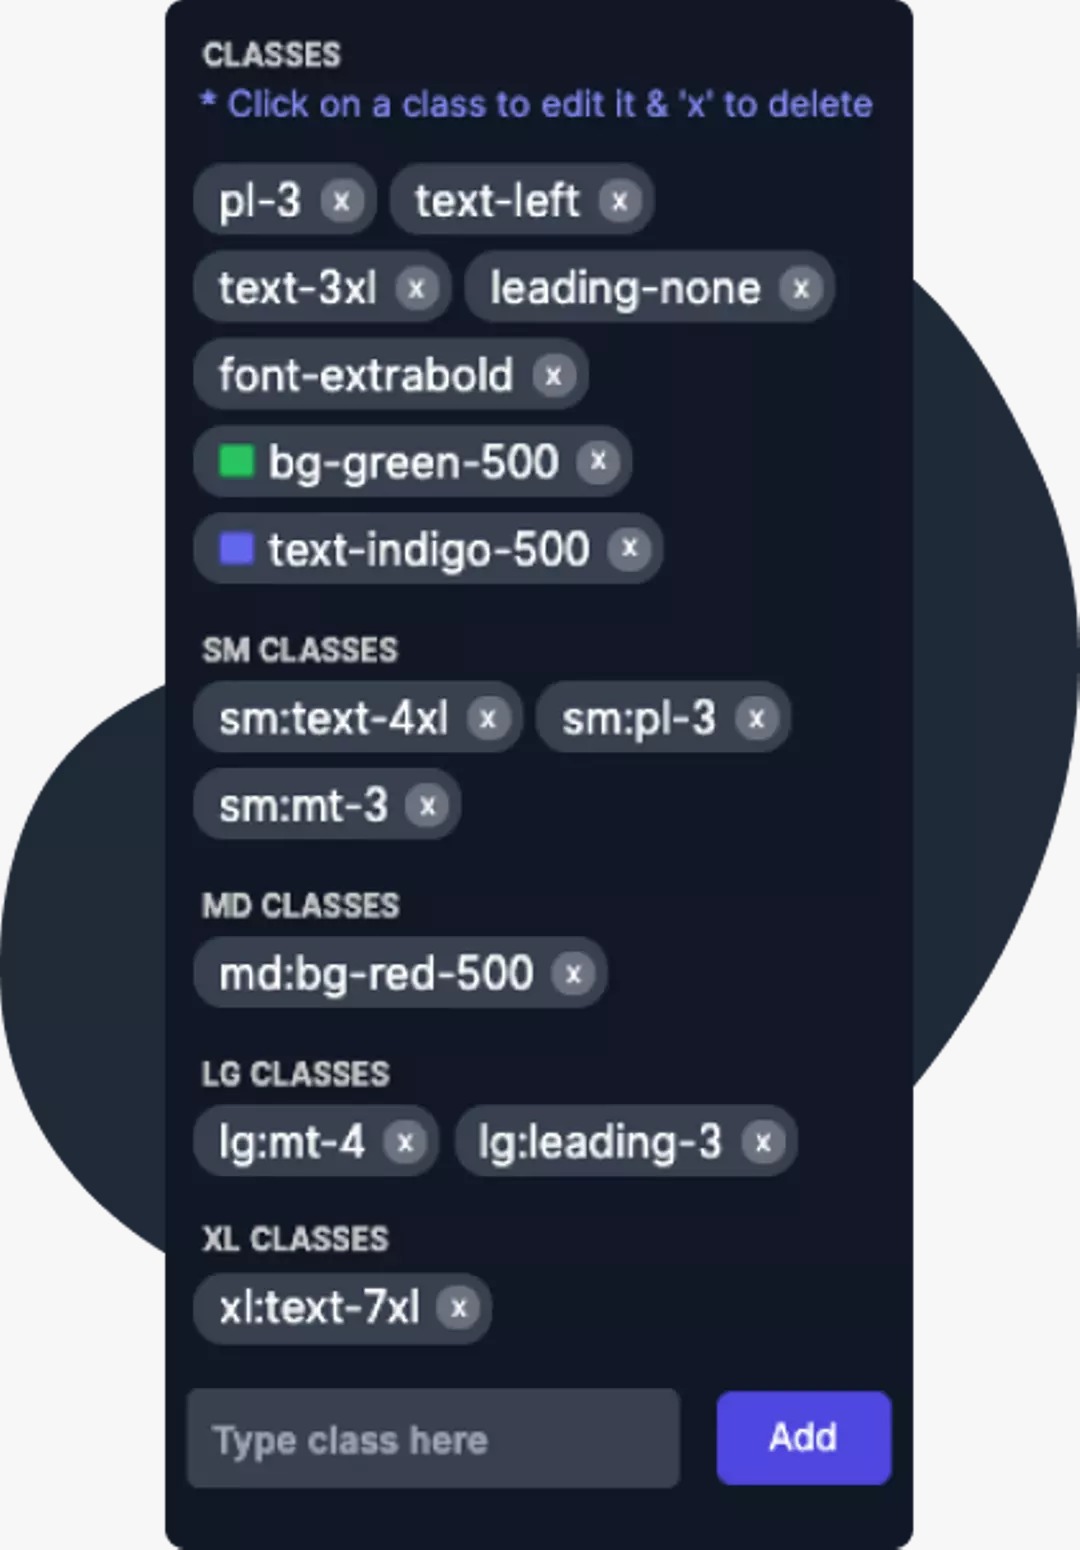 CLASSES
* Click on a class to edit it & 'x' to delete
pl-3 x text-left x
text-3xl x leading-none x
font-extrabold x
bg-green-500 x
text-indigo-500 x
SM CLASSES
sm:text-4xl x sm:pl-3 x
sm:mt-3 x
MD CLASSES
md:bg-red-500 x
LG CLASSES
lg:mt-4 x lg:leading-3 x
XL CLASSES
xl:text-7xl x
Type class here Add